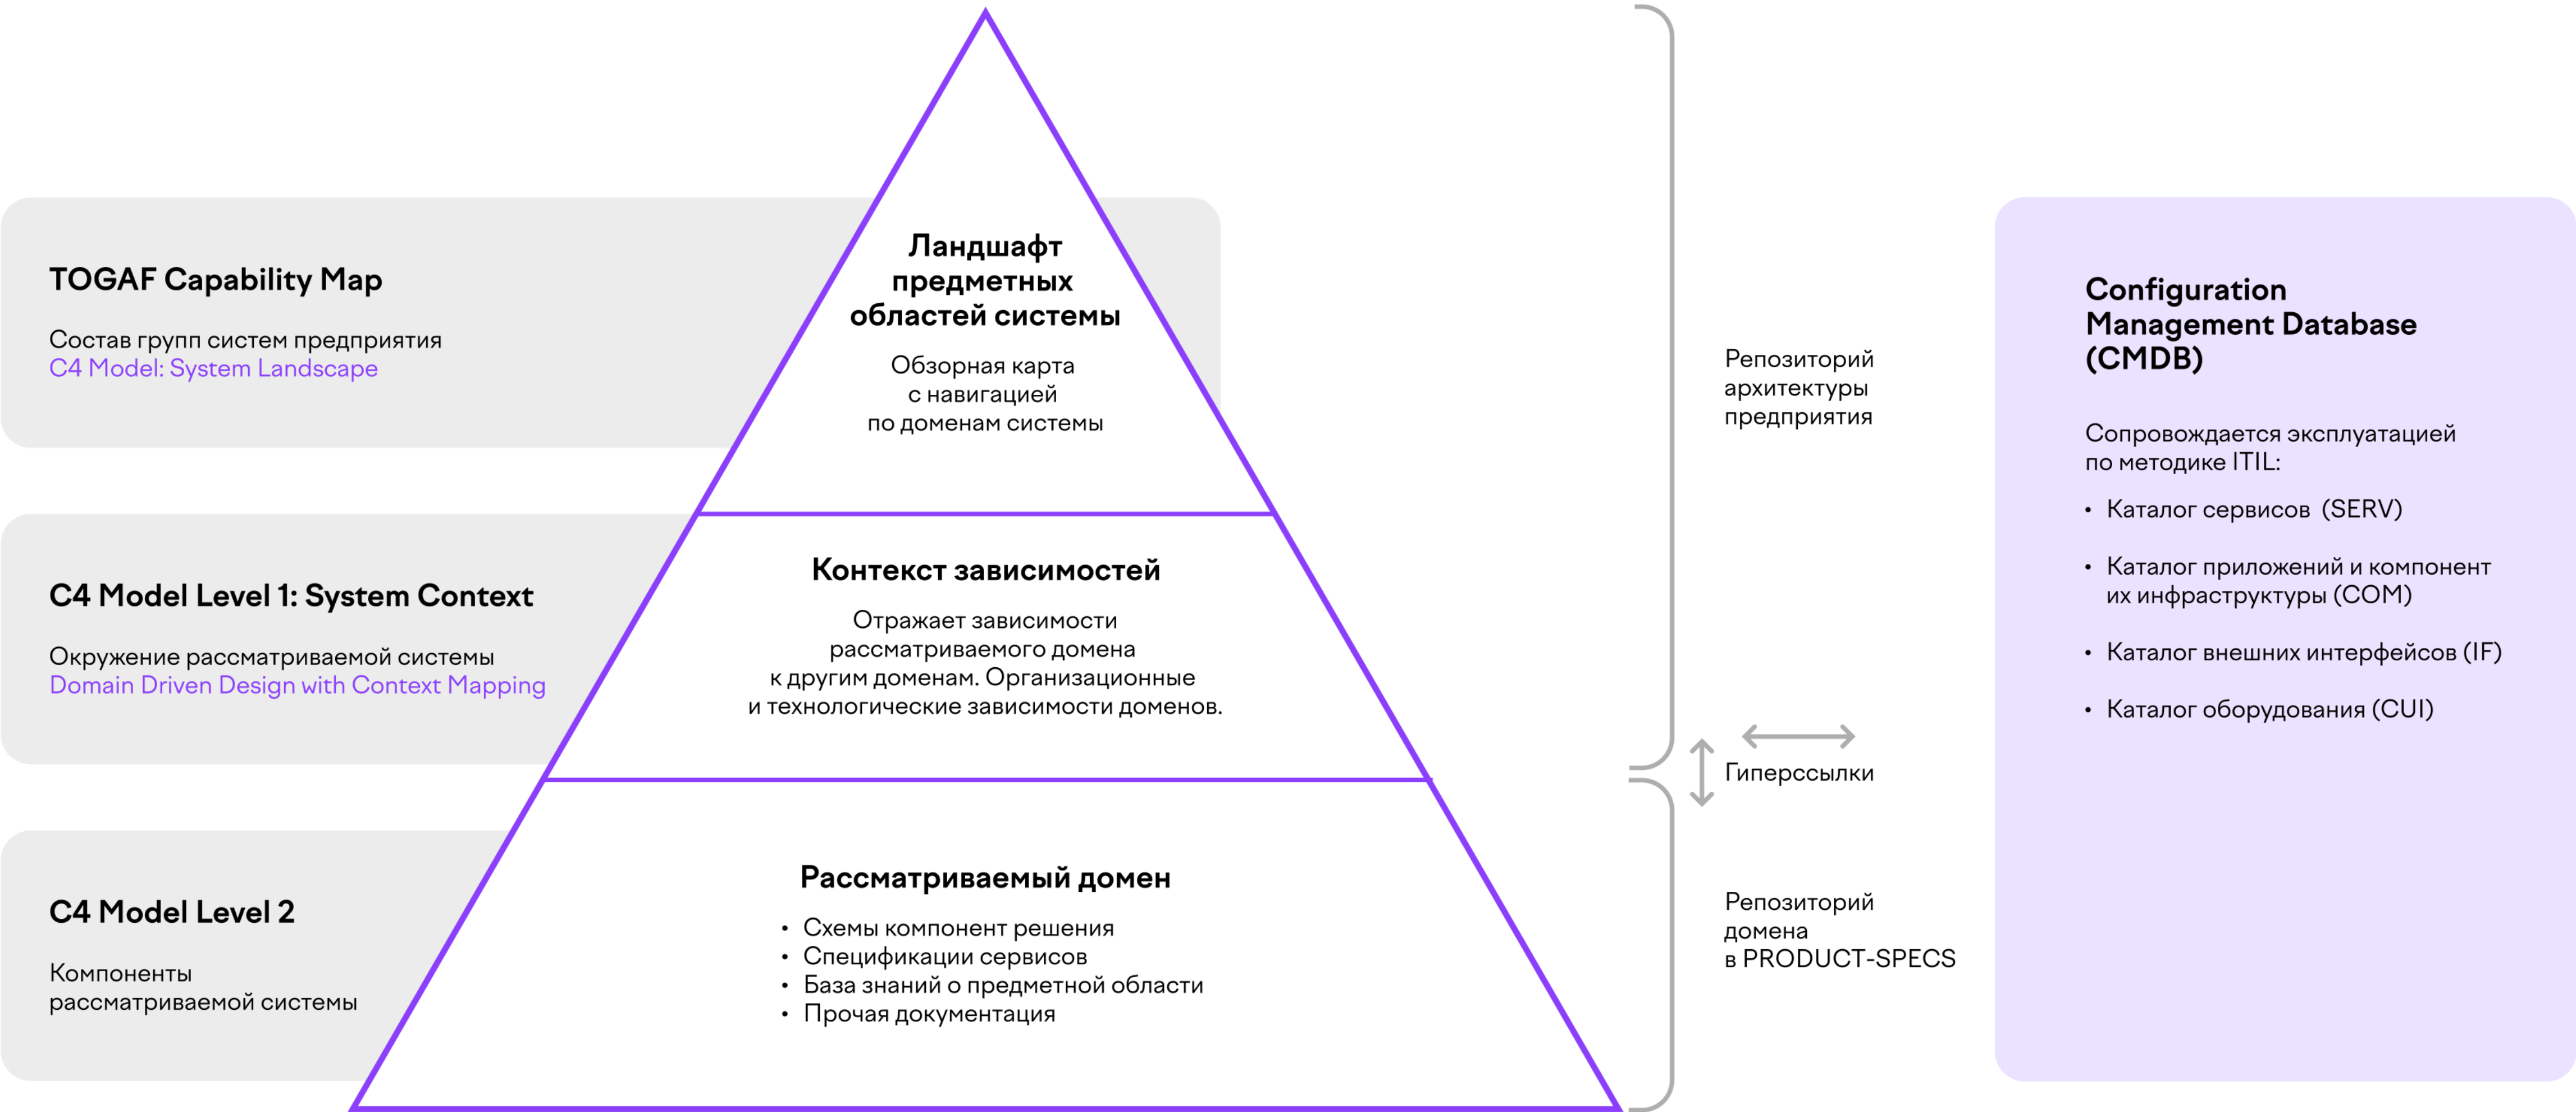 TOGAF Capability Map
Состав групп систем предприятия
C4 Model: System Landscape
C4 Model Level 1: System Context
Окружение рассматриваемой системы
Domain Driven Design with Context Mapping
C4 Model Level 2
Компоненты
рассматриваемой системы
Ландшафт
предметных
областей системы
Обзорная карта
с навигацией
по доменам системы
Контекст зависимостей
Отражает зависимости
рассматриваемого домена
к другим доменам. Организационные
и технологические зависимости доменов.
Рассматриваемый домен
• Схемы компонент решения
• Спецификации сервисов
• База знаний о предметной области
• Прочая документация
Репозиторий
архитектуры
предприятия
Гиперссылки
Репозиторий
домена
в PRODUCT-SPECS
Configuration
Management Database
(CMDB)
Сопровождается эксплуатацией
по методике ITIL:
• Каталог сервисов (SERV)
• Каталог приложений и компонент
их инфраструктуры (COM)
• Каталог внешних интерфейсов (IF)
• Каталог оборудования (CUI)